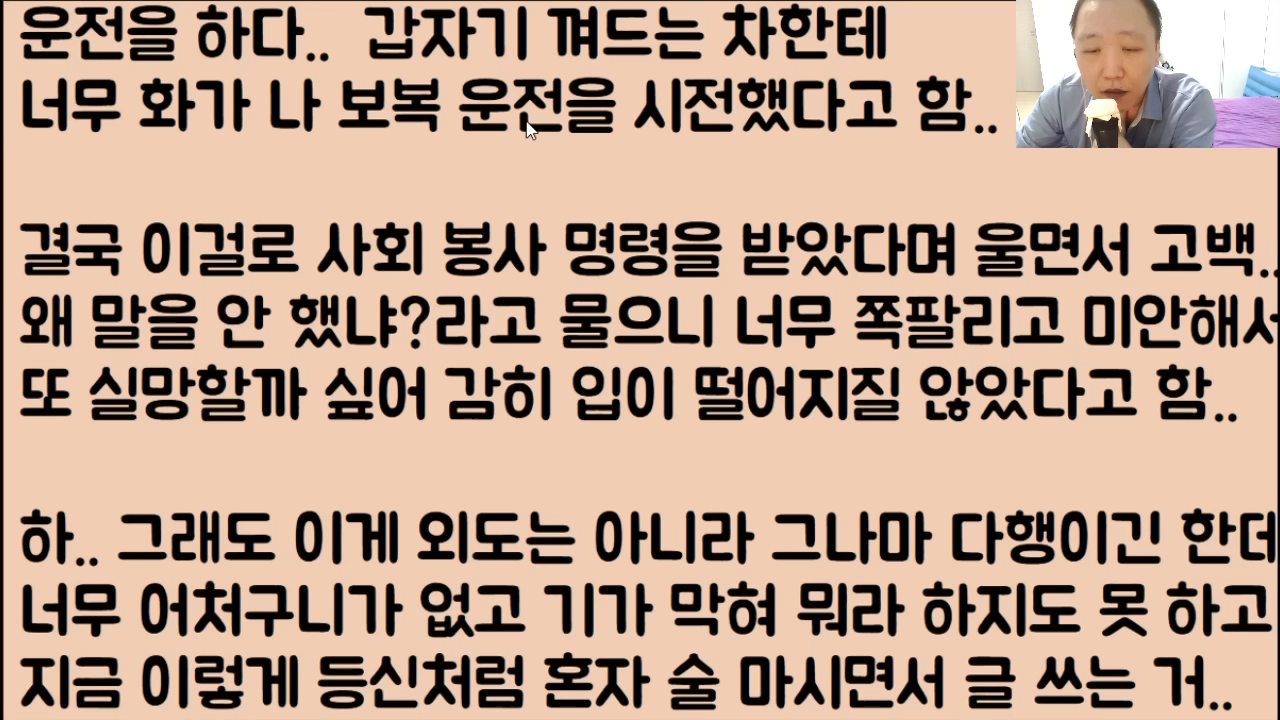 운전을 하다.. 갑자기 껴드는 차한테
너무 화가 나 보복 운전을 시전했다고 함..
결국 이걸로 사회 봉사 명령을 받았다며 울면서 고백..
왜 말을 안 했냐?라고 물으니 너무 쪽팔리고 미안해서
또 실망할까 싶어 감히 입이 떨어지질 않았다고 함..
하.. 그래도 이게 외도는 아니라 그나마 다행이긴 한데
너무 어처구니가 없고 기가 막혀 뭐라 하지도 못 하고
지금 이렇게 등신처럼 혼자 술 마시면서 글 쓰는 거..